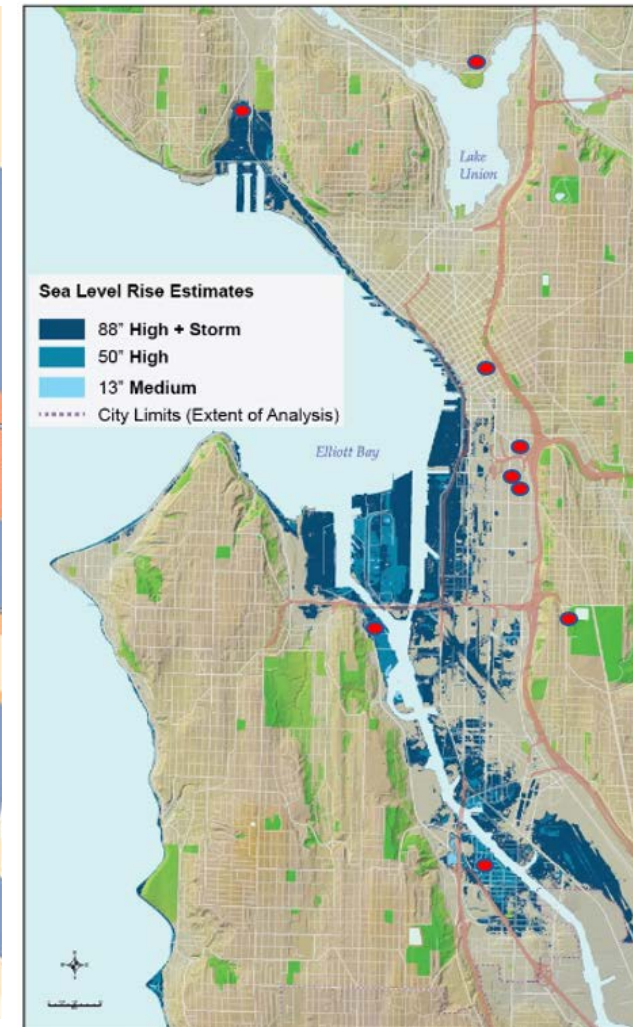 Lake
Union
Sea Level Rise Estimates
88” High + Storm
50” High
13” Medium
City Limits (Extent of Analysis)
Elliott Bay